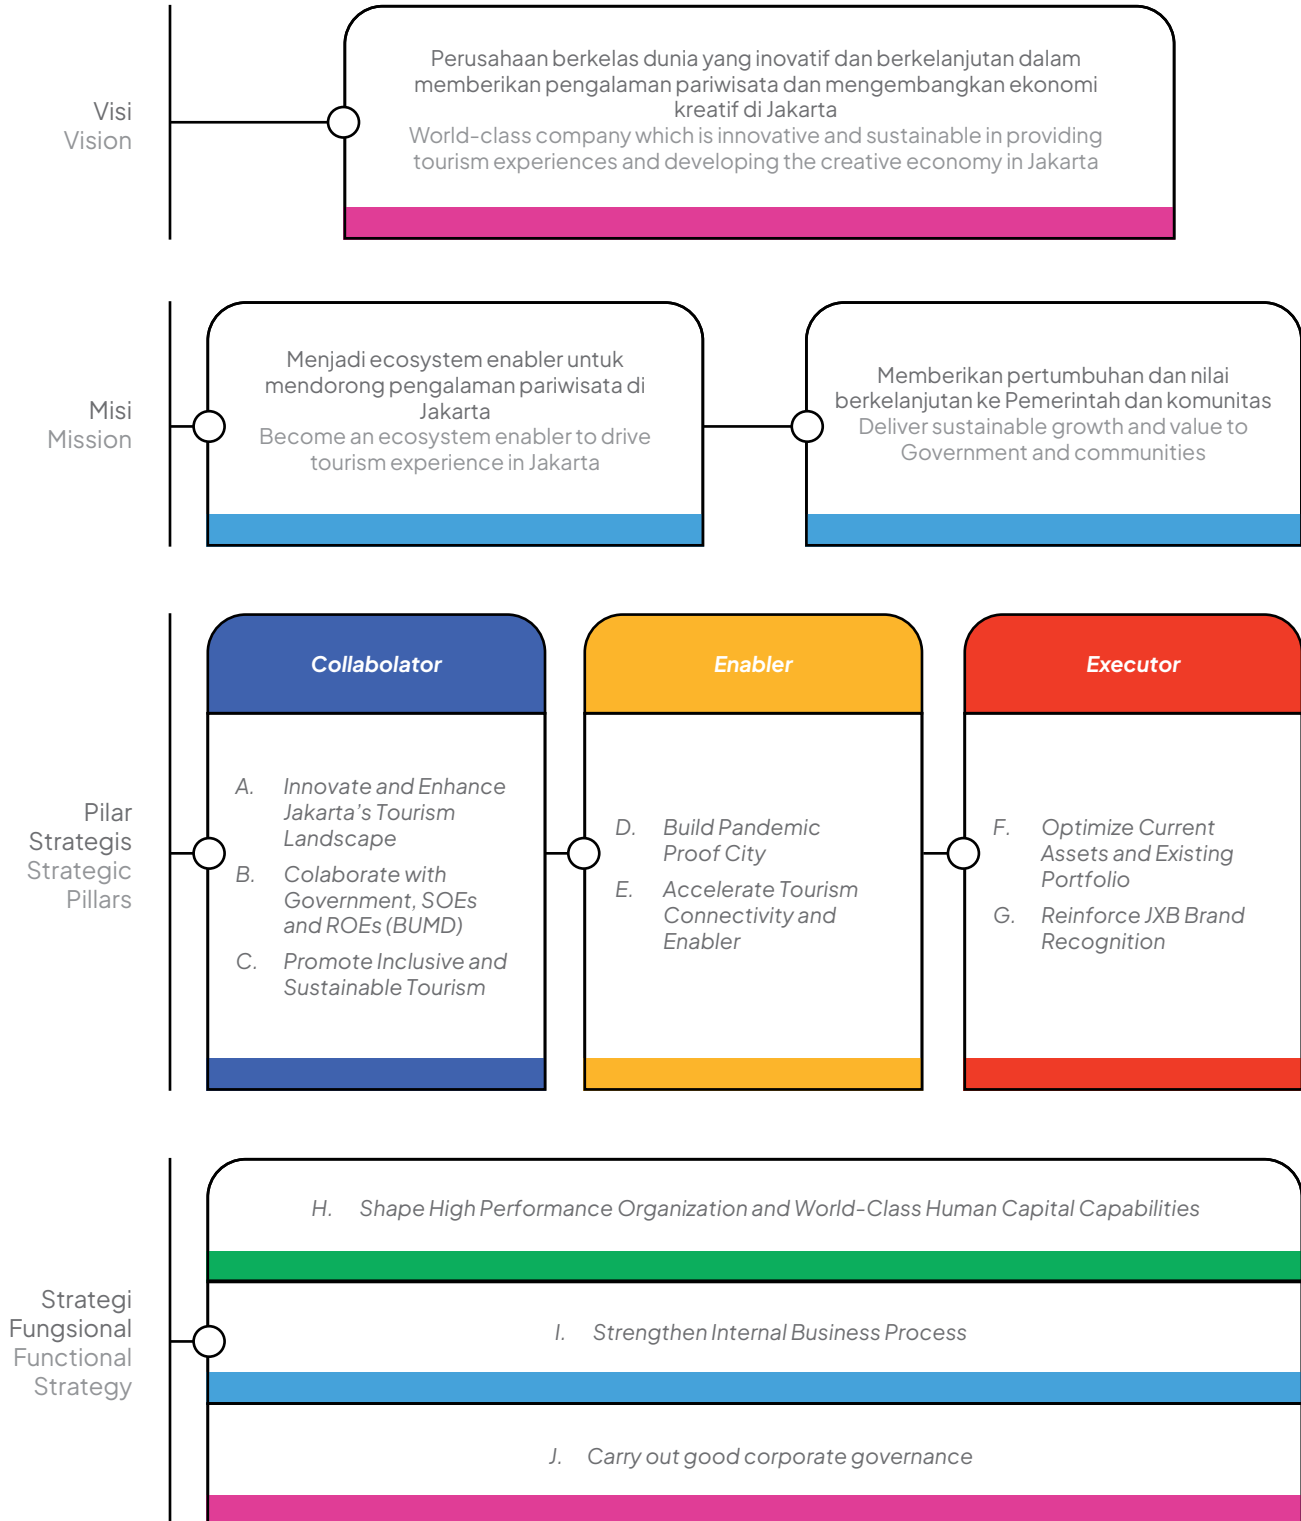 Visi
Vision
Perusahaan berkelas dunia yang inovatif dan berkelanjutan dalam
memberikan pengalaman pariwisata dan mengembangkan ekonomi
kreatif di Jakarta
World-class company which is innovative and sustainable in providing
tourism experiences and developing the creative economy in Jakarta
Misi
Mission
Menjadi ecosystem enabler untuk
mendorong pengalaman pariwisata di
Jakarta
Become an ecosystem enabler to drive
tourism experience in Jakarta
Memberikan pertumbuhan dan nilai
berkelanjutan ke Pemerintah dan komunitas
Deliver sustainable growth and value to
Government and communities
Pilar
Strategis
Strategic
Pillars
Collabolator
A. Innovate and Enhance
Jakarta's Tourism
Landscape
B. Colaborate with
Government, SOEs
and ROEs (BUMD)
C. Promote Inclusive and
Sustainable Tourism
Enabler
D. Build Pandemic
Proof City
E. Accelerate Tourism
Connectivity and
Enabler
Executor
F. Optimize Current
Assets and Existing
Portfolio
G. Reinforce JXB Brand
Recognition
Strategi
Fungsional
Functional
Strategy
H. Shape High Performance Organization and World-Class Human Capital Capabilities
I. Strengthen Internal Business Process
J. Carry out good corporate governance